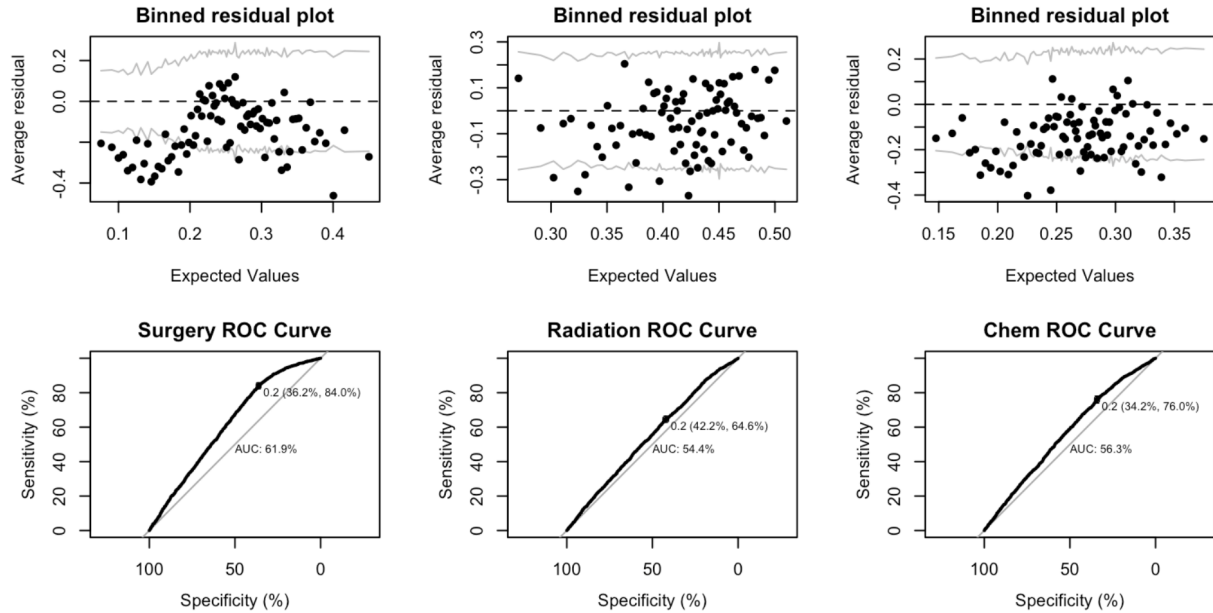 Binned residual plot
Average residual
0.2
0.0
-0.4
0.1 0.2 0.3 0.4
Expected Values
Binned residual plot
Average residual
0.3
0.1
-0.3
0.30 0.35 0.40 0.45 0.50
Expected Values
Binned residual plot
Average residual
0.2
0.0
-0.2
-0.4
0.15 0.20 0.25 0.30 0.35
Expected Values
Surgery ROC Curve
Sensitivity (%)
80
60
40
20
0
0.2 (36.2%, 84.0%)
AUC: 61.9%
100 50 0
Specificity (%)
Radiation ROC Curve
Sensitivity (%)
80
60
40
20
0
0.2 (42.2%, 64.6%)
AUC: 54.4%
100 50 0
Specificity (%)
Chem ROC Curve
Sensitivity (%)
80
60
40
20
0
0.2 (34.2%, 76.0%)
AUC: 56.3%
100 50 0
Specificity (%)